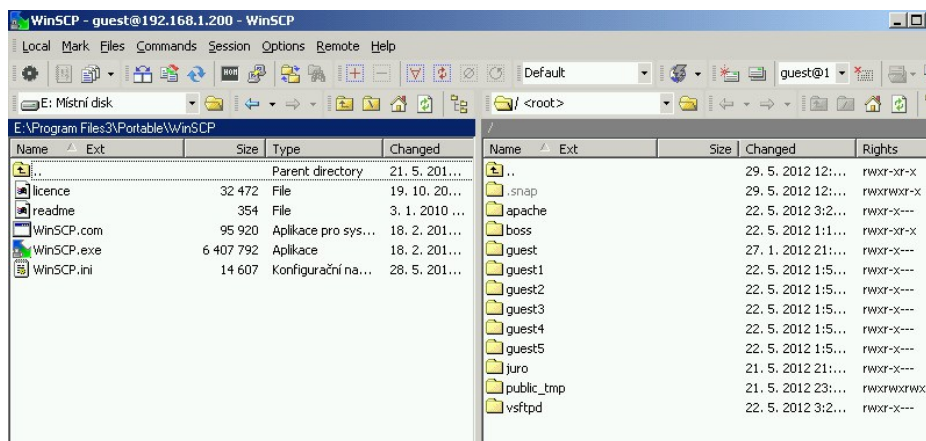 WinSCP - guest@192.168.1.200 - WinSCP
Local Mark Files Commands Session Options Remote Help
Default guest@1
E: Místní disk / <root>
E:\Program Files3\Portable\WinSCP /
Name Ext Size Type Changed Name Ext Size Changed Rights
.. Parent directory 21. 5. 201... .. 29. 5. 2012 12:... rwxr-xr-x
licence 32 472 File 19. 10. 20... .snap 29. 5. 2012 12:... rwxrwxr-x
readme 354 File 3. 1. 2010 ... apache 22. 5. 2012 3:2... rwxr-x---
WinSCP.com 95 920 Aplikace pro sys... 18. 2. 201... boss 22. 5. 2012 1:1... rwxr-xr-x
WinSCP.exe 6 407 792 Aplikace 18. 2. 201... guest 27. 1. 2012 21:... rwxr-x---
WinSCP.ini 14 607 Konfigurační na... 28. 5. 201... guest1 22. 5. 2012 1:5... rwxr-x---
guest2 22. 5. 2012 1:5... rwxr-x---
guest3 22. 5. 2012 1:5... rwxr-x---
guest4 22. 5. 2012 1:5... rwxr-x---
guest5 22. 5. 2012 1:5... rwxr-x---
juro 21. 5. 2012 21:... rwxr-x---
public_tmp 21. 5. 2012 23:... rwxrwxrwx
vsftpd 22. 5. 2012 3:2... rwxr-x---